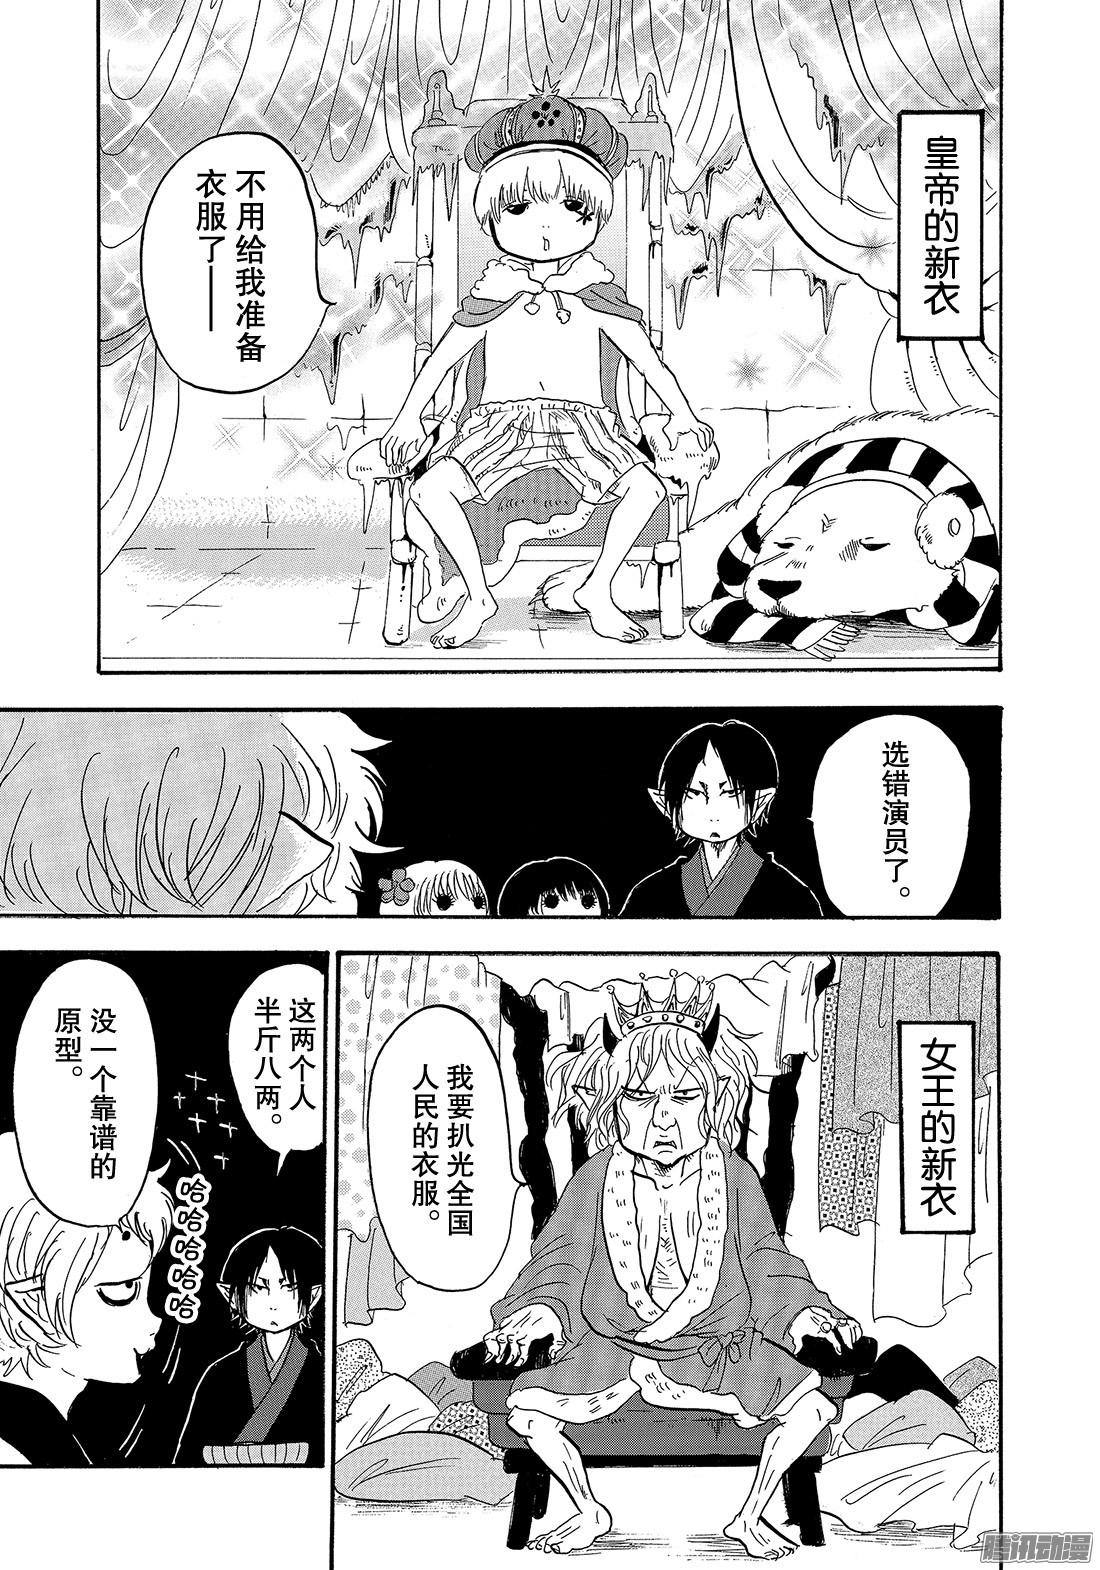 皇帝的新衣
不用给我准备
衣服了——
选错演员了。
女王的新衣
我要扒光全国
人民的衣服。
这两个人
半斤八两。
没一个靠谱的
原型。
哈哈哈哈哈
腾讯动漫